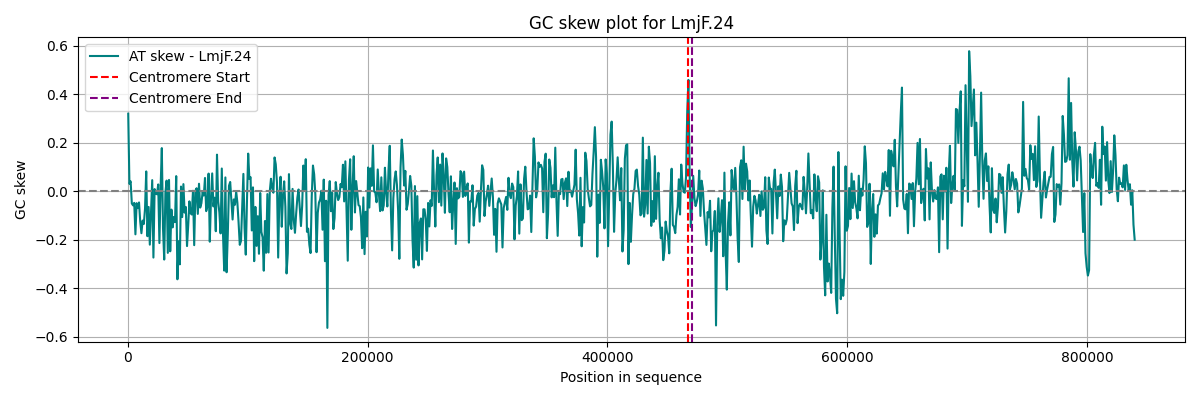 GC skew plot for LmjF.24
AT skew - LmjF.24
Centromere Start
Centromere End
GC skew
0.6
0.4
0.2
0.0
−0.2
−0.4
−0.6
0
200000
400000
600000
800000
Position in sequence